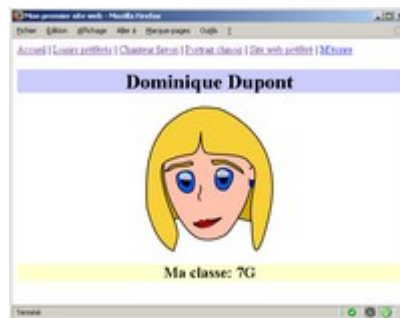 Mon premier site web - Mozilla Firefox
Fichier Edition Affichage Aller à Marque-pages Outils ?
Accueil | Loisirs préférés | Chanteur favori | Portrait chinois | Site web préféré | M'écrire
Dominique Dupont
Ma classe: 7G
Terminé